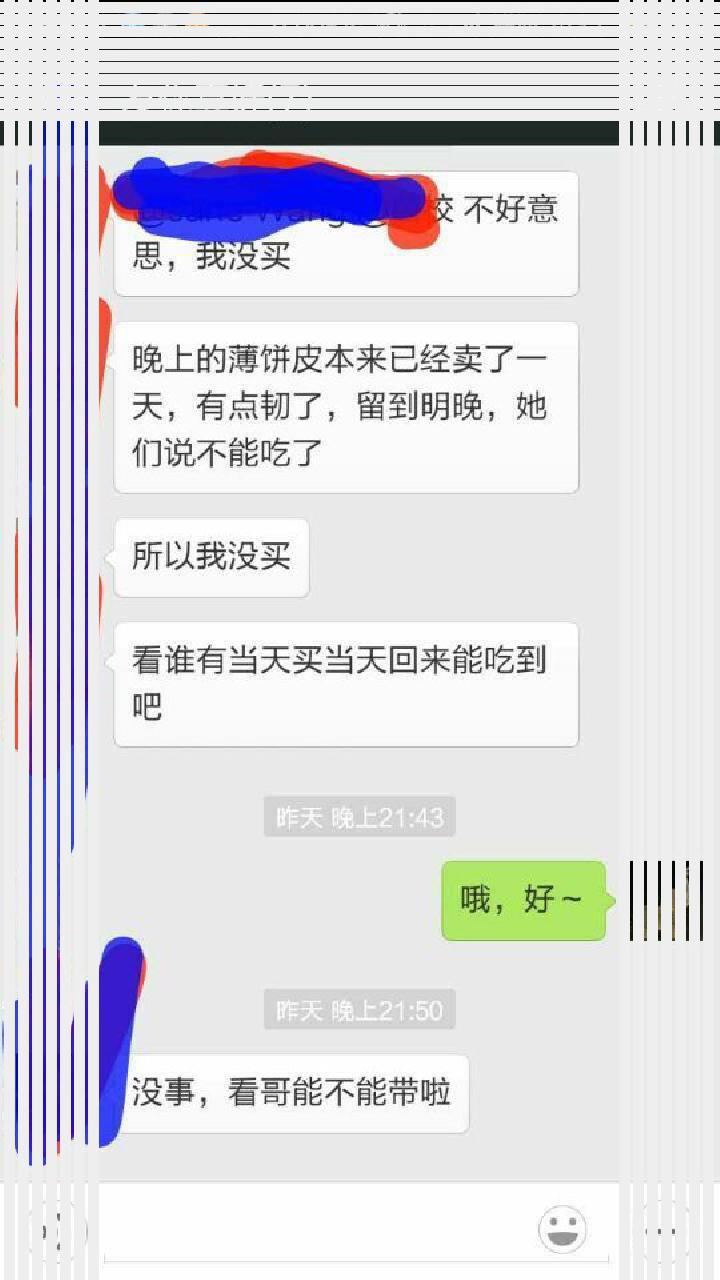 校 不好意
思，我没买
晚上的薄饼皮本来已经卖了一
天，有点韧了，留到明晚，她
们说不能吃了
所以我没买
看谁有当天买当天回来能吃到
吧
昨天 晚上21:43
哦，好~
昨天 晚上21:50
没事，看哥能不能带啦